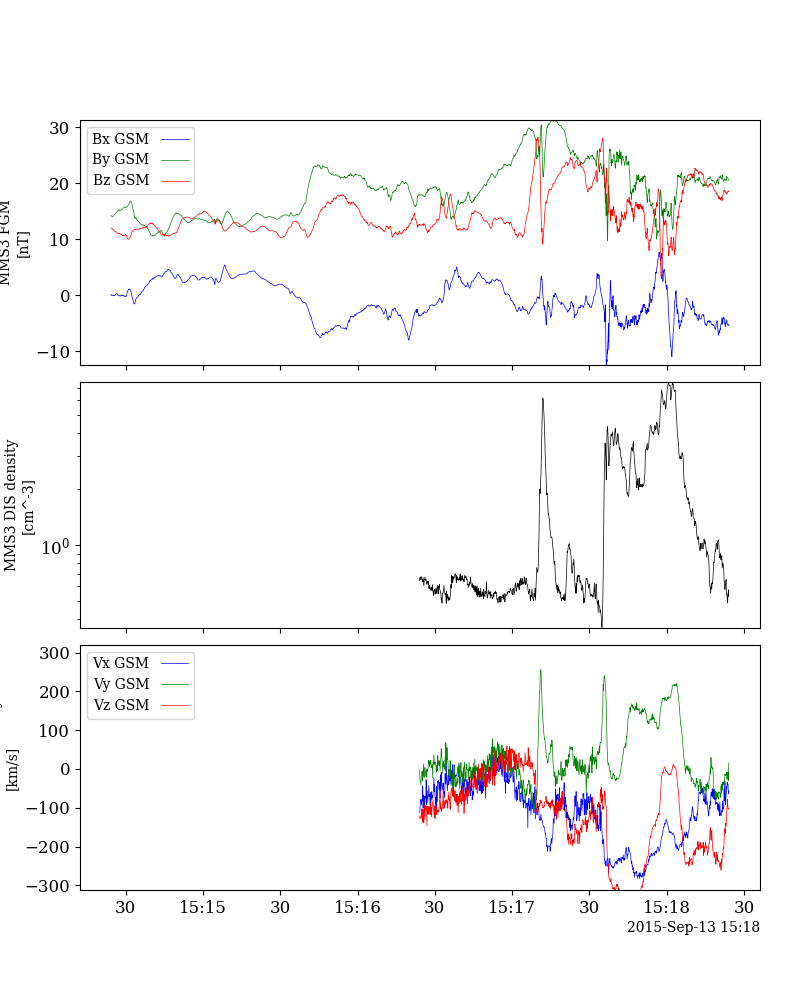 30
20
10
0
−10
MMS3 FGM
[nT]
Bx GSM
By GSM
Bz GSM
10^0
MMS3 DIS density
[cm^-3]
300
200
100
0
−100
−200
−300
[km/s]
Vx GSM
Vy GSM
Vz GSM
30 15:15 30 15:16 30 15:17 30 15:18 30
2015-Sep-13 15:18